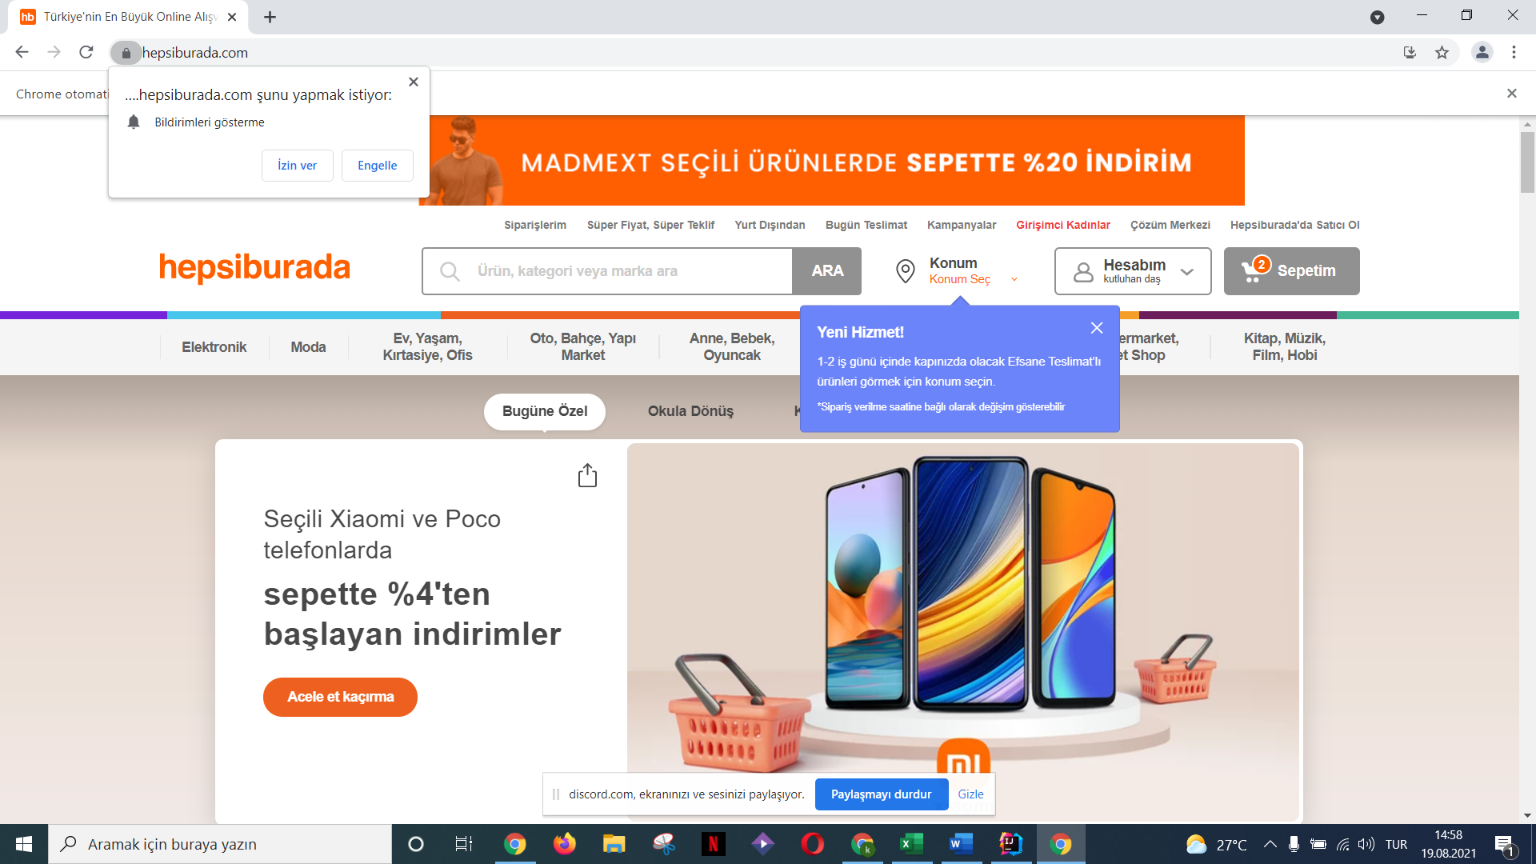 hb Türkiye'nin En Büyük Online Alışv
hepsiburada.com
Chrome otomati
....hepsiburada.com şunu yapmak istiyor:
Bildirimleri gösterme
İzin ver Engelle
MADMEXT SEÇİLİ ÜRÜNLERDE SEPETTE %20 İNDİRİM
Siparişlerim Süper Fiyat, Süper Teklif Yurt Dışından Bugün Teslimat Kampanyalar Girişimci Kadınlar Çözüm Merkezi Hepsiburada'da Satıcı Ol
hepsiburada
Ürün, kategori veya marka ara
ARA
Konum
Konum Seç
Hesabım
kutluhan daş
2 Sepetim
Elektronik
Moda
Ev, Yaşam,
Kırtasiye, Ofis
Oto, Bahçe, Yapı
Market
Anne, Bebek,
Oyuncak
ermarket,
et Shop
Kitap, Müzik,
Film, Hobi
Yeni Hizmet!
1-2 iş günü içinde kapınızda olacak Efsane Teslimat'lı
ürünleri görmek için konum seçin.
*Sipariş verilme saatine bağlı olarak değişim gösterebilir
Bugüne Özel Okula Dönüş
Seçili Xiaomi ve Poco
telefonlarda
sepette %4'ten
başlayan indirimler
Acele et kaçırma
discord.com, ekranınızı ve sesinizi paylaşıyor. Paylaşmayı durdur Gizle
Aramak için buraya yazın
27°C
TUR
14:58
19.08.2021
1